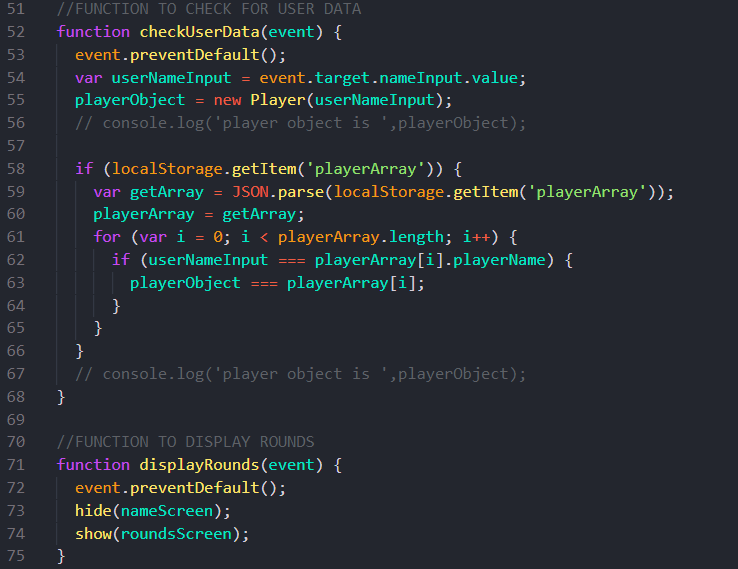 51 //FUNCTION TO CHECK FOR USER DATA
52 function checkUserData(event) {
53   event.preventDefault();
54   var userNameInput = event.target.nameInput.value;
55   playerObject = new Player(userNameInput);
56   // console.log('player object is ',playerObject);
57
58   if (localStorage.getItem('playerArray')) {
59     var getArray = JSON.parse(localStorage.getItem('playerArray'));
60     playerArray = getArray;
61     for (var i = 0; i < playerArray.length; i++) {
62       if (userNameInput === playerArray[i].playerName) {
63         playerObject === playerArray[i];
64       }
65     }
66   }
67   // console.log('player object is ',playerObject);
68 }
69
70 //FUNCTION TO DISPLAY ROUNDS
71 function displayRounds(event) {
72   event.preventDefault();
73   hide(nameScreen);
74   show(roundsScreen);
75 }